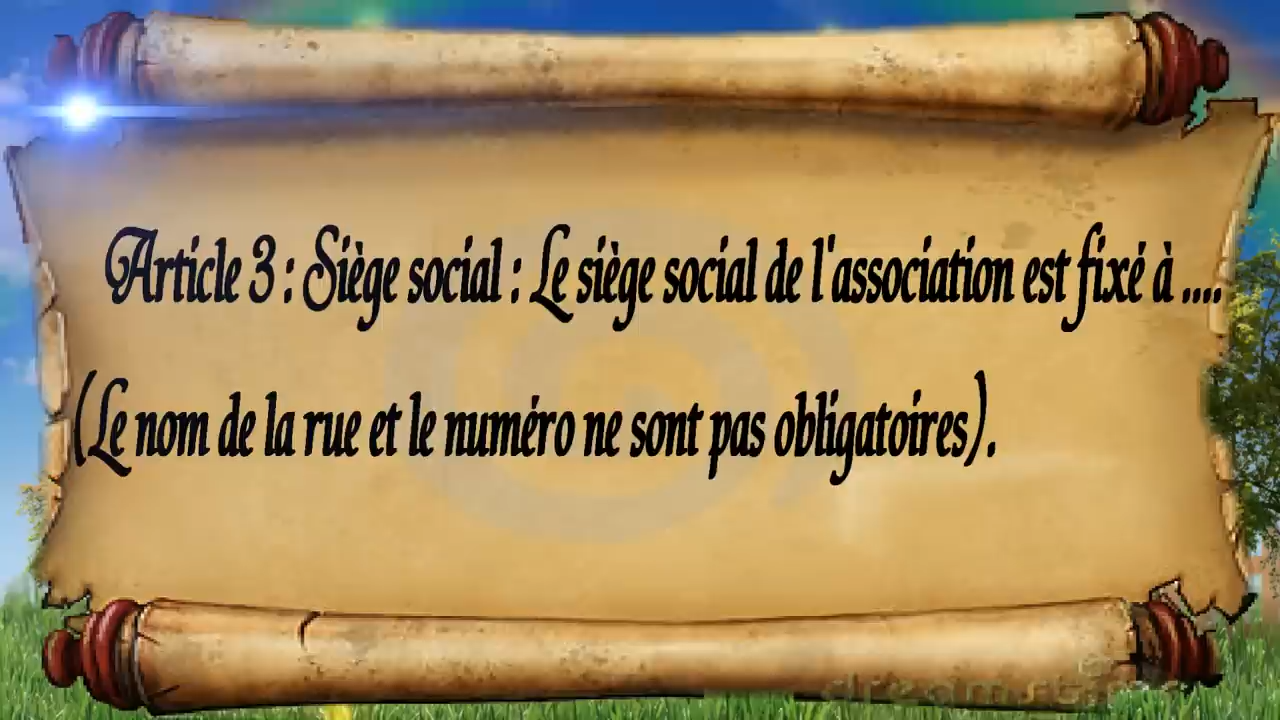 Article 3 : Siège social : Le siège social de l'association est fixé à ....
(Le nom de la rue et le numéro ne sont pas obligatoires).